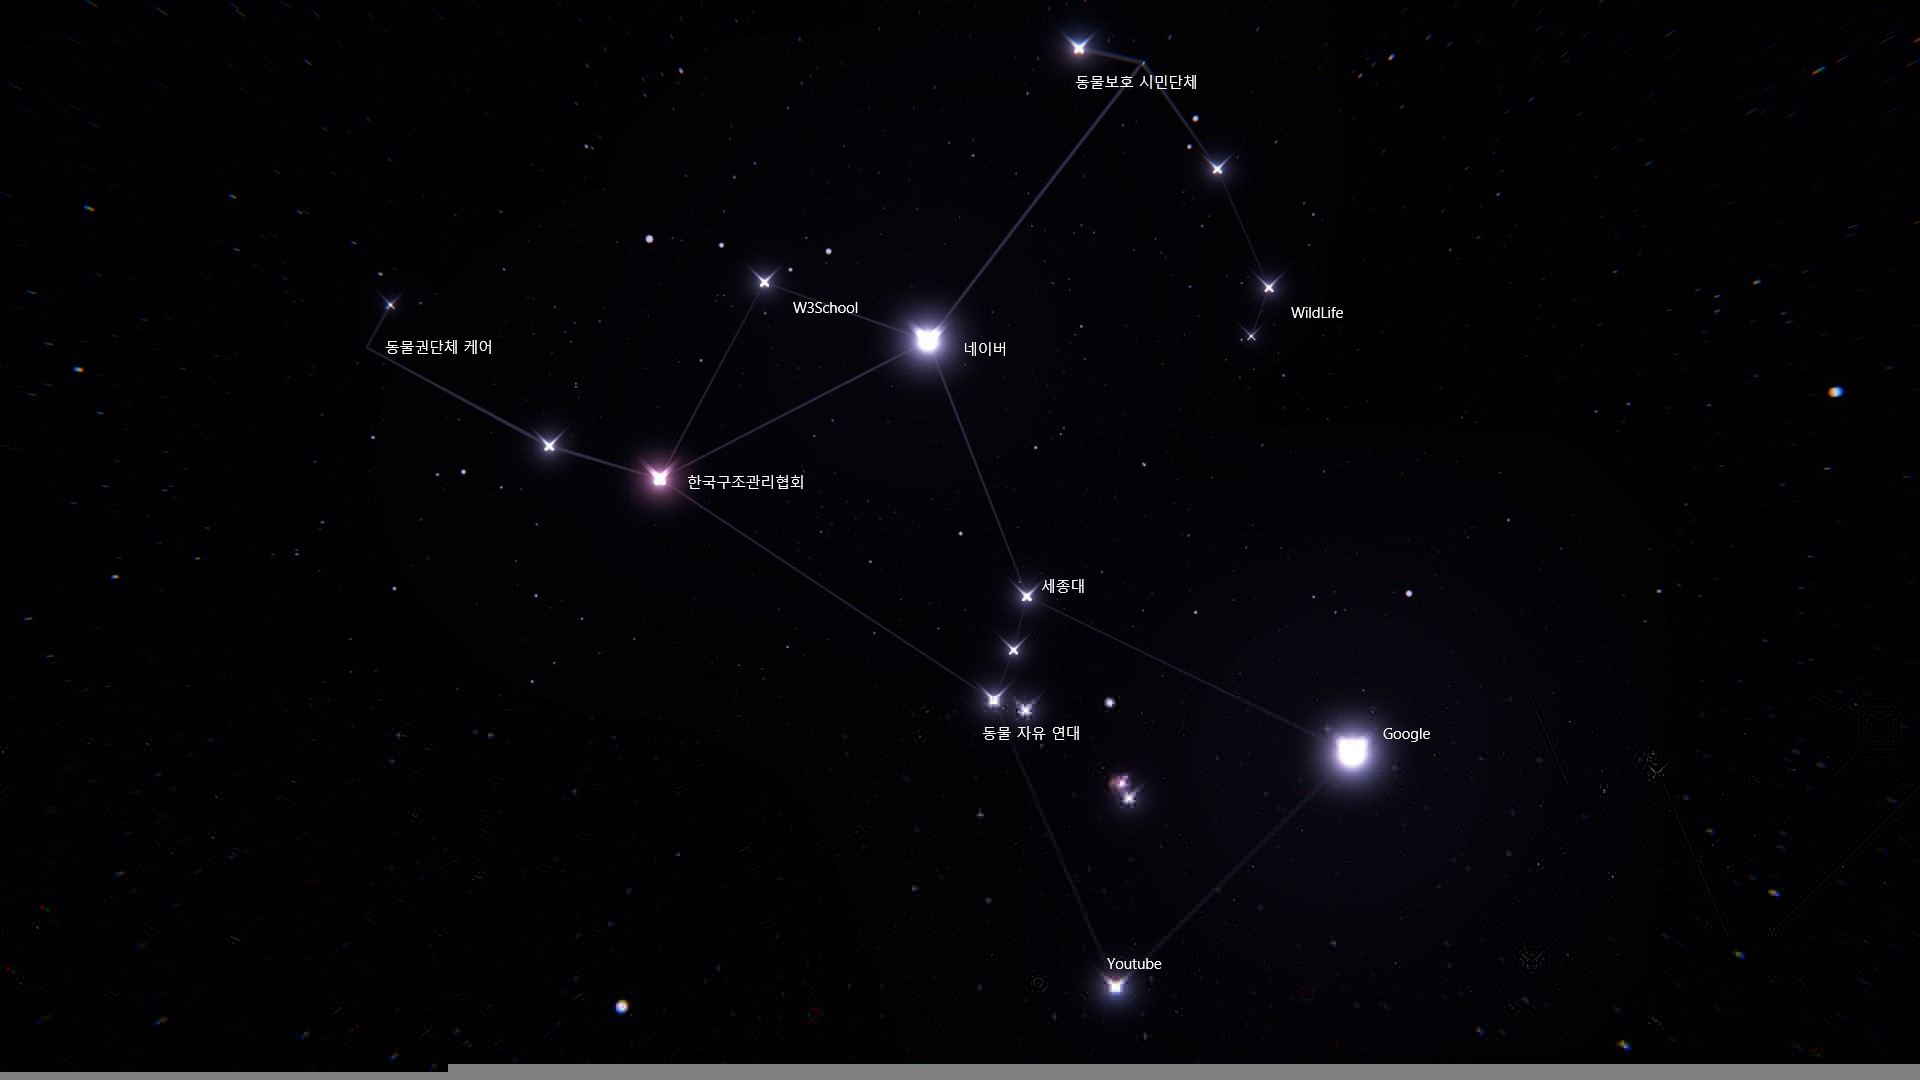 동물보호 시민단체
W3School
WildLife
동물권단체 케어
네이버
한국구조관리협회
세종대
동물 자유 연대
Google
Youtube